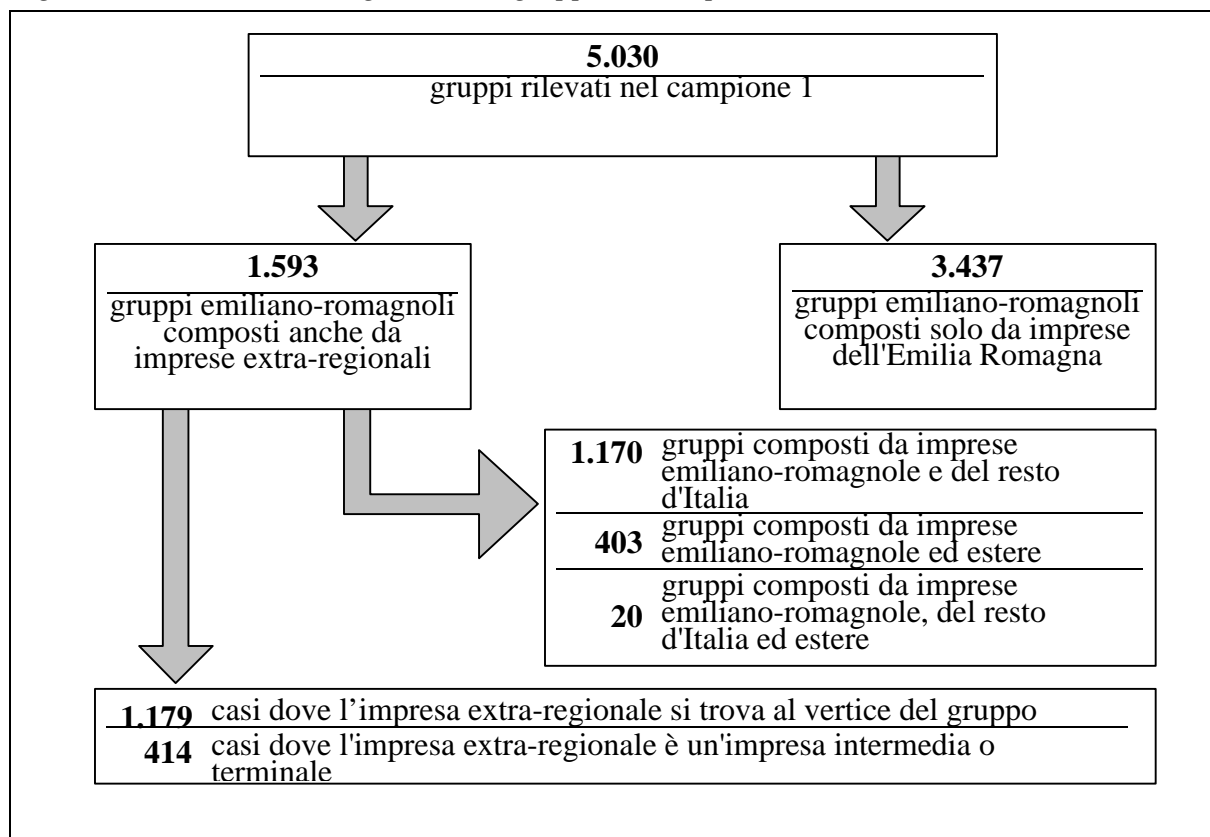 5.030
gruppi rilevati nel campione 1
1.593
gruppi emiliano-romagnoli
composti anche da
imprese extra-regionali
3.437
gruppi emiliano-romagnoli
composti solo da imprese
dell'Emilia Romagna
1.170 gruppi composti da imprese
emiliano-romagnole e del resto
d'Italia
403 gruppi composti da imprese
emiliano-romagnole ed estere
20 gruppi composti da imprese
emiliano-romagnole, del resto
d'Italia ed estere
1.179 casi dove l’impresa extra-regionale si trova al vertice del gruppo
414 casi dove l'impresa extra-regionale è un'impresa intermedia o
terminale